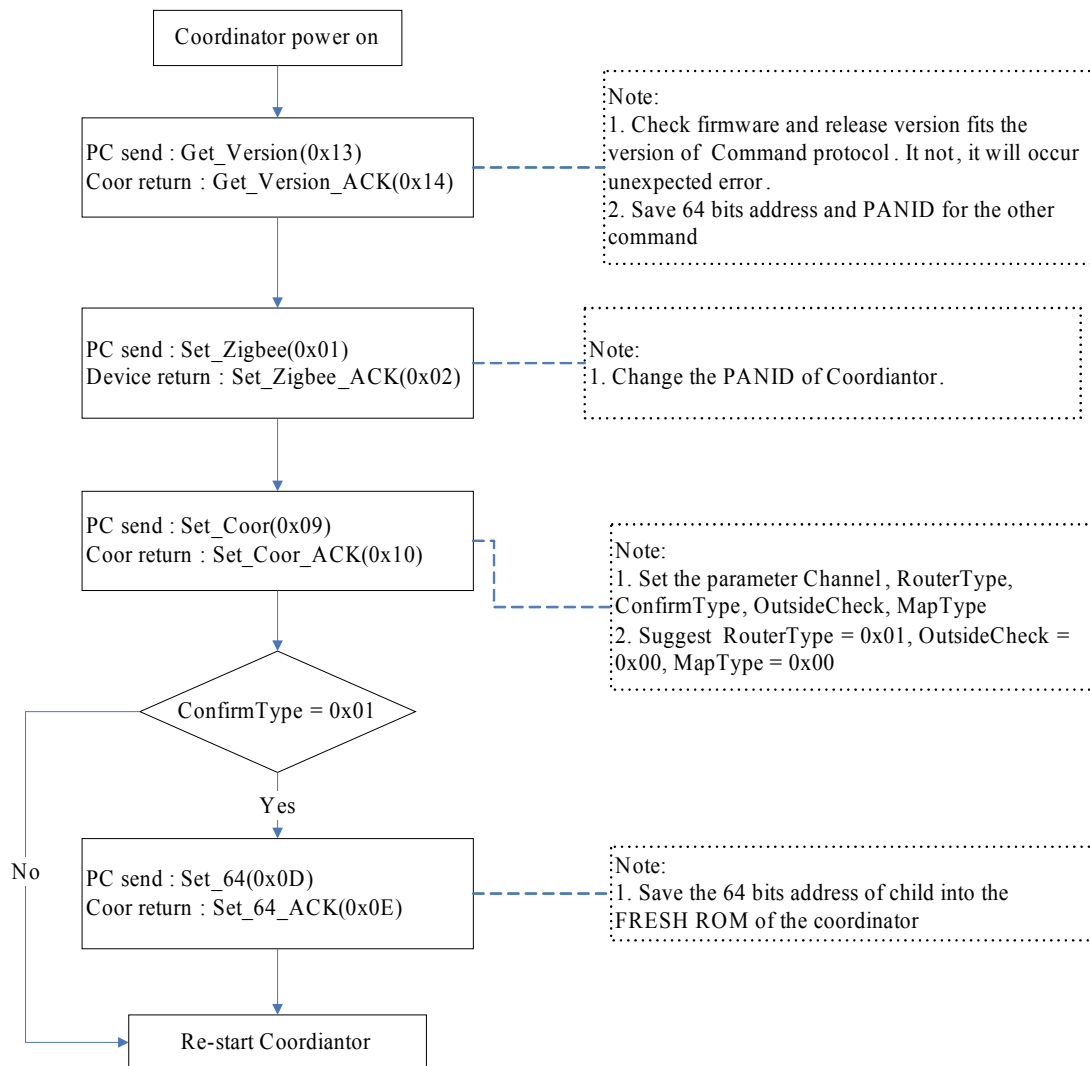 Coordinator power on
PC send : Get_Version(0x13)
Coor return : Get_Version_ACK(0x14)
Note:
1. Check firmware and release version fits the
version of Command protocol. It not, it will occur
unexpected error.
2. Save 64 bits address and PANID for the other
command
PC send : Set_Zigbee(0x01)
Device return : Set_Zigbee_ACK(0x02)
Note:
1. Change the PANID of Coordiantor.
PC send : Set_Coor(0x09)
Coor return : Set_Coor_ACK(0x10)
Note:
1. Set the parameter Channel, RouterType,
ConfirmType, OutsideCheck, MapType
2. Suggest RouterType = 0x01, OutsideCheck =
0x00, MapType = 0x00
ConfirmType = 0x01
Yes
No
PC send : Set_64(0x0D)
Coor return : Set_64_ACK(0x0E)
Note:
1. Save the 64 bits address of child into the
FRESH ROM of the coordinator
Re-start Coordiantor